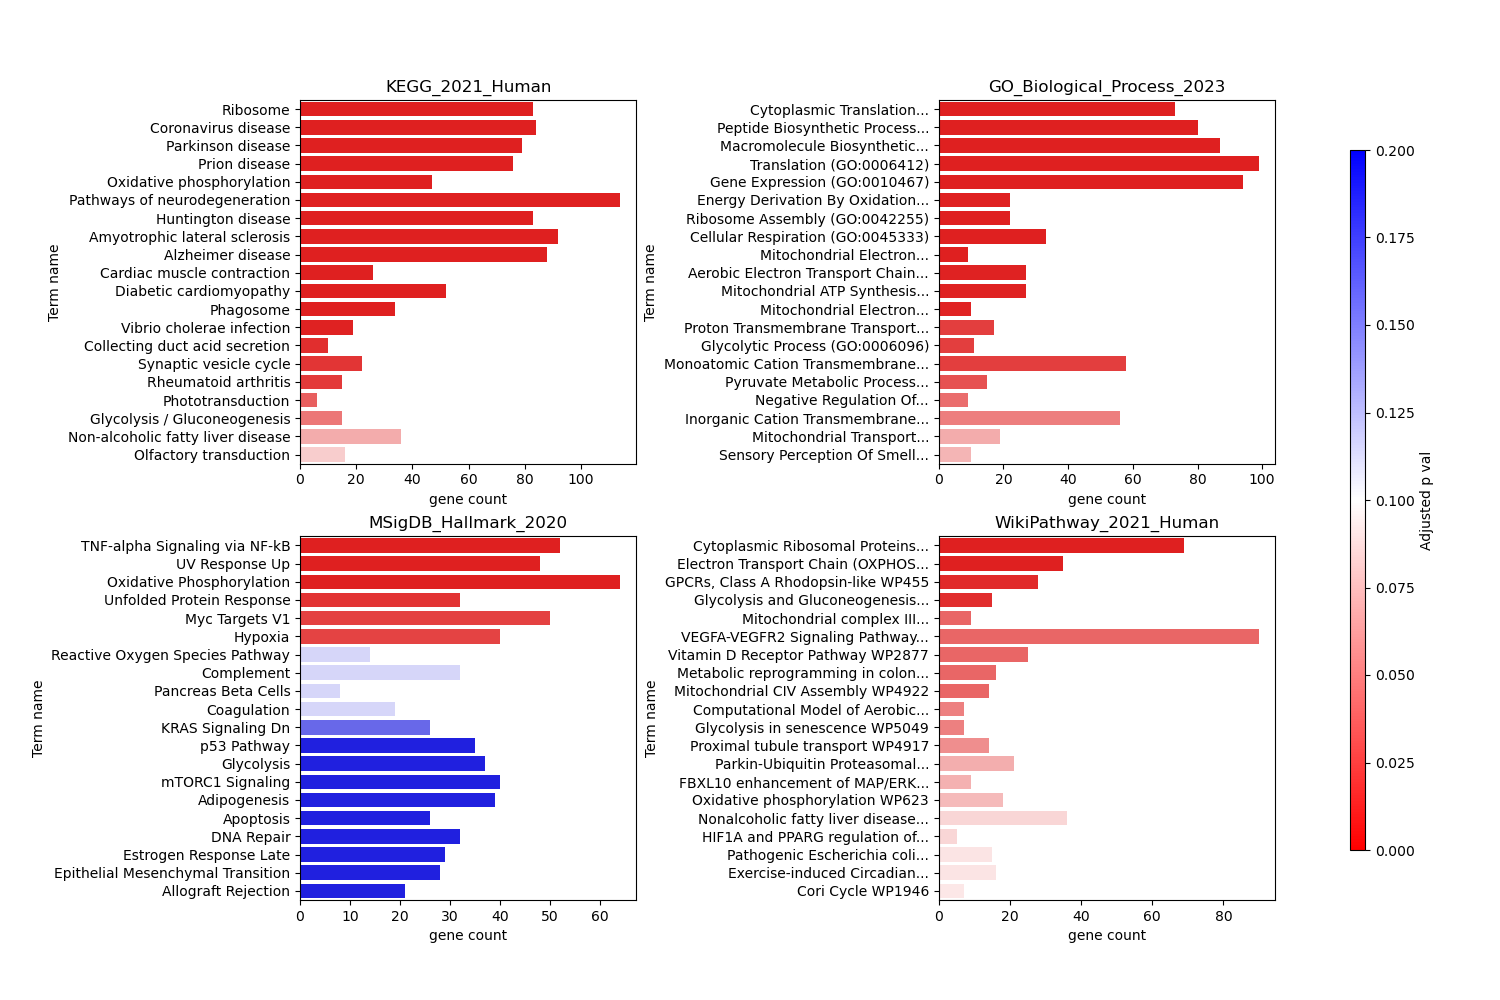 KEGG_2021_Human
Term name
Ribosome
Coronavirus disease
Parkinson disease
Prion disease
Oxidative phosphorylation
Pathways of neurodegeneration
Huntington disease
Amyotrophic lateral sclerosis
Alzheimer disease
Cardiac muscle contraction
Diabetic cardiomyopathy
Phagosome
Vibrio cholerae infection
Collecting duct acid secretion
Synaptic vesicle cycle
Rheumatoid arthritis
Phototransduction
Glycolysis / Gluconeogenesis
Non-alcoholic fatty liver disease
Olfactory transduction
0 20 40 60 80 100
gene count
GO_Biological_Process_2023
Term name
Cytoplasmic Translation...
Peptide Biosynthetic Process...
Macromolecule Biosynthetic...
Translation (GO:0006412)
Gene Expression (GO:0010467)
Energy Derivation By Oxidation...
Ribosome Assembly (GO:0042255)
Cellular Respiration (GO:0045333)
Mitochondrial Electron...
Aerobic Electron Transport Chain...
Mitochondrial ATP Synthesis...
Mitochondrial Electron...
Proton Transmembrane Transport...
Glycolytic Process (GO:0006096)
Monoatomic Cation Transmembrane...
Pyruvate Metabolic Process...
Negative Regulation Of...
Inorganic Cation Transmembrane...
Mitochondrial Transport...
Sensory Perception Of Smell...
0 20 40 60 80 100
gene count
MSigDB_Hallmark_2020
Term name
TNF-alpha Signaling via NF-kB
UV Response Up
Oxidative Phosphorylation
Unfolded Protein Response
Myc Targets V1
Hypoxia
Reactive Oxygen Species Pathway
Complement
Pancreas Beta Cells
Coagulation
KRAS Signaling Dn
p53 Pathway
Glycolysis
mTORC1 Signaling
Adipogenesis
Apoptosis
DNA Repair
Estrogen Response Late
Epithelial Mesenchymal Transition
Allograft Rejection
0 10 20 30 40 50 60
gene count
WikiPathway_2021_Human
Term name
Cytoplasmic Ribosomal Proteins...
Electron Transport Chain (OXPHOS...
GPCRs, Class A Rhodopsin-like WP455
Glycolysis and Gluconeogenesis...
Mitochondrial complex III...
VEGFA-VEGFR2 Signaling Pathway...
Vitamin D Receptor Pathway WP2877
Metabolic reprogramming in colon...
Mitochondrial CIV Assembly WP4922
Computational Model of Aerobic...
Glycolysis in senescence WP5049
Proximal tubule transport WP4917
Parkin-Ubiquitin Proteasomal...
FBXL10 enhancement of MAP/ERK...
Oxidative phosphorylation WP623
Nonalcoholic fatty liver disease...
HIF1A and PPARG regulation of...
Pathogenic Escherichia coli...
Exercise-induced Circadian...
Cori Cycle WP1946
0 20 40 60 80
gene count
0.200
0.175
0.150
0.125
0.100
0.075
0.050
0.025
0.000
Adjusted p val